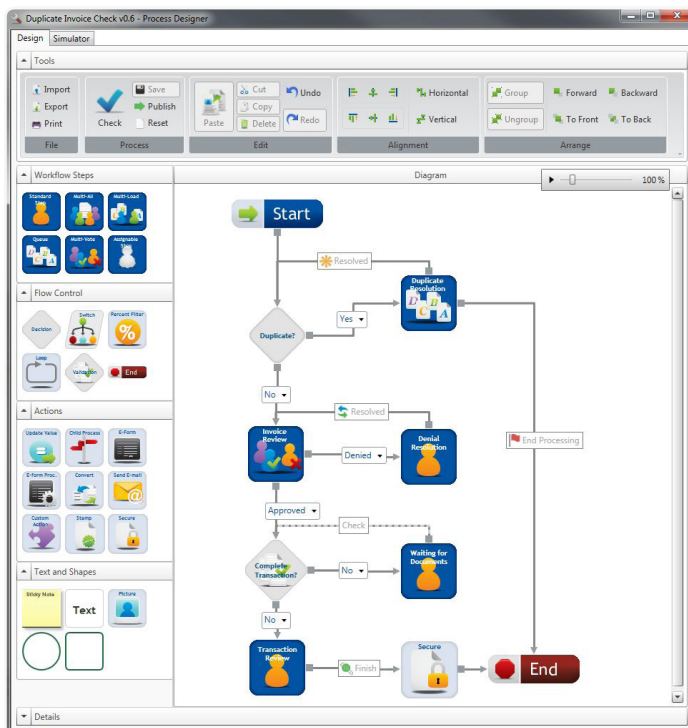 Duplicate Invoice Check v0.6 - Process Designer
Design Simulator
Tools
Import
Export
Print
File
Check
Save
Publish
Reset
Process
Paste
Cut
Copy
Delete
Undo
Redo
Edit
Horizontal
Vertical
Alignment
Group
Ungroup
Forward
Backward
To Front
To Back
Arrange
Workflow Steps
Standard
Multi-All
Multi-Load
Queue
Multi-Vote
Assignable
Flow Control
Decision
Switch
Percent Filter
%
Loop
Validation
End
Actions
Update Value
Child Process
E-Form
E-Form Proc.
Convert
Send E-mail
Custom
Action
Stamp
Secure
Text and Shapes
Sticky Note
Text
Picture
Details
Diagram
100 %
Start
Resolved
Duplicate
Resolution
D C B A
Duplicate?
Yes
No
Resolved
Invoice
Review
Denied
Denial
Resolution
End Processing
Approved
Check
Complete
Transaction?
No
Waiting for
Documents
No
Transaction
Review
Finish
Secure
End